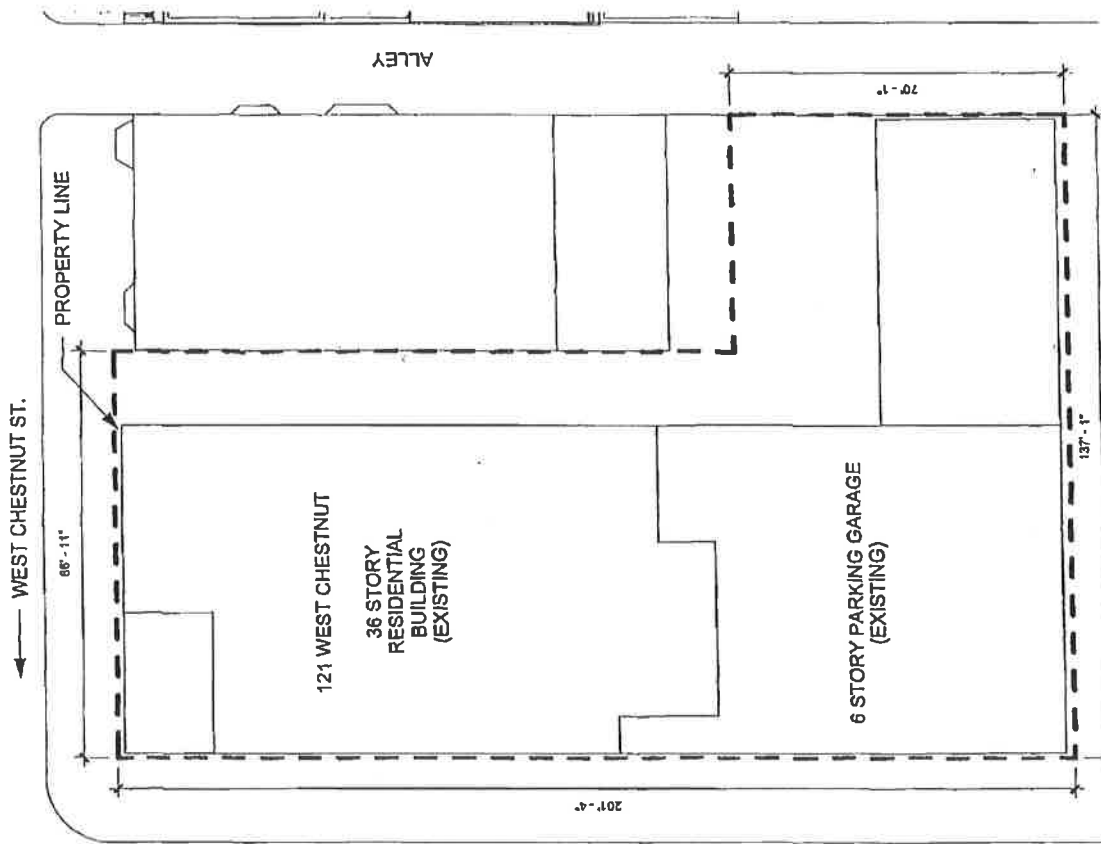 WEST CHESTNUT ST.
ALLEY
PROPERTY LINE
86'-11"
70'-1"
121 WEST CHESTNUT
36 STORY
RESIDENTIAL
BUILDING
(EXISTING)
6 STORY PARKING GARAGE
(EXISTING)
201'-4"
137'-1"